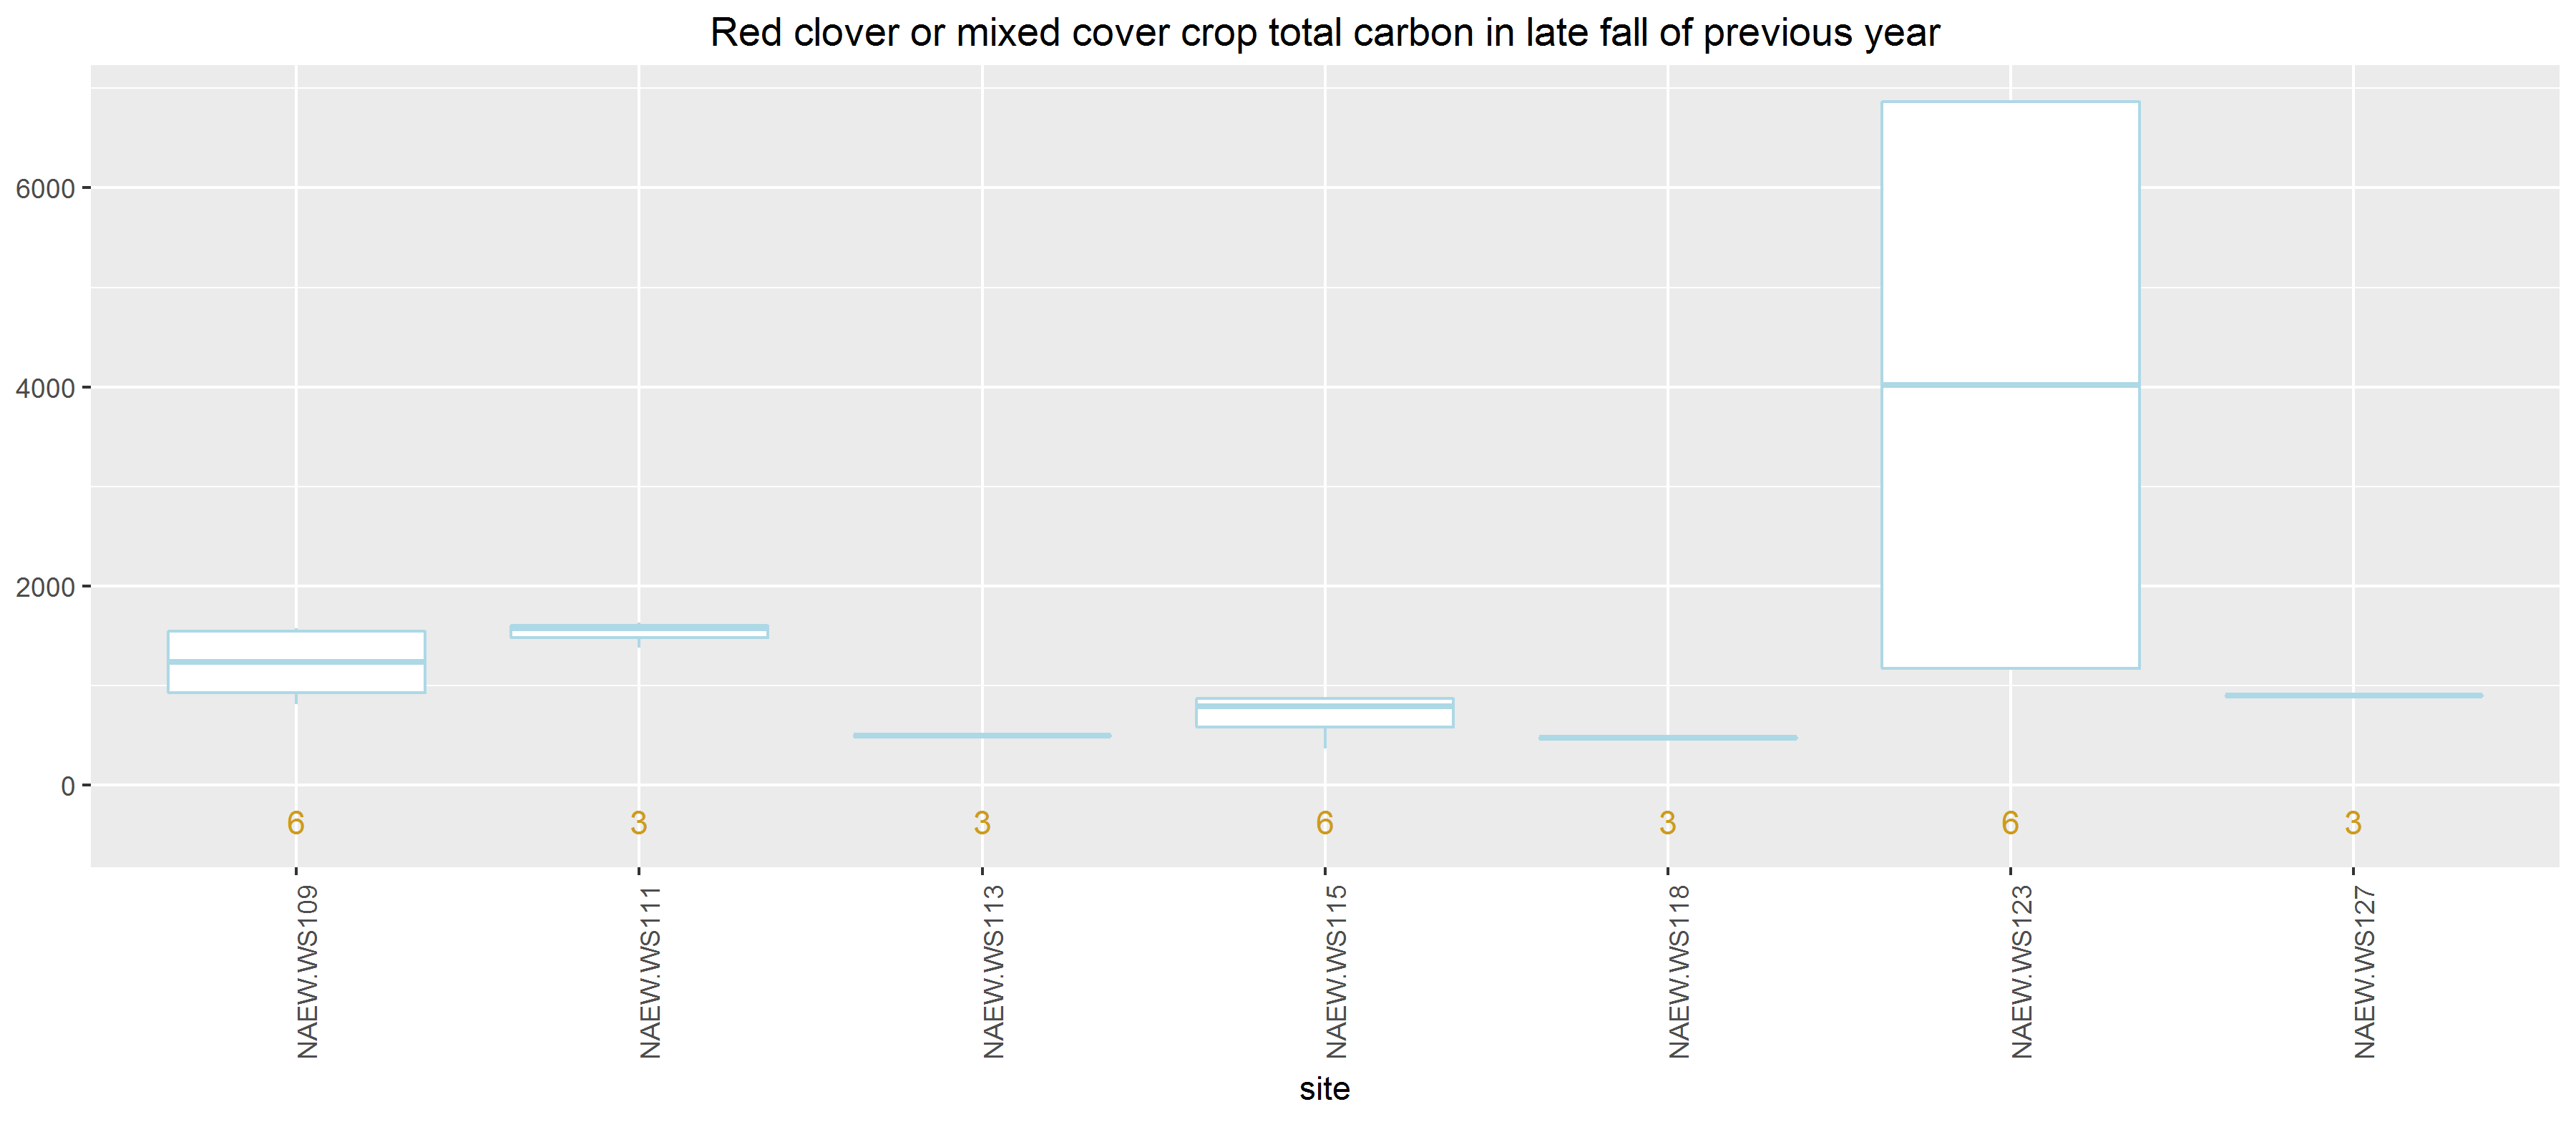 Red clover or mixed cover crop total carbon in late fall of previous year
6000
4000
2000
0
6 3 3 6 3 6 3
NAEW.WS109
NAEW.WS111
NAEW.WS113
NAEW.WS115
NAEW.WS118
NAEW.WS123
NAEW.WS127
site